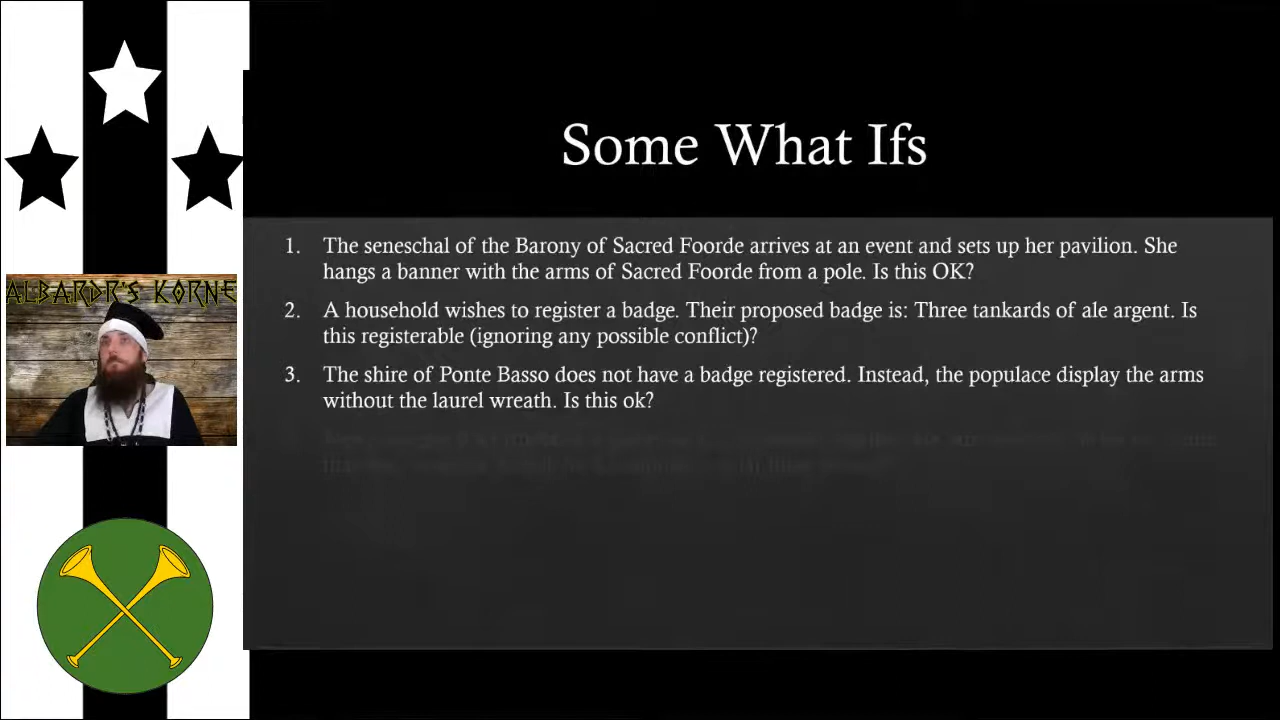 Some What Ifs
1. The seneschal of the Barony of Sacred Foorde arrives at an event and sets up her pavilion. She
hangs a banner with the arms of Sacred Foorde from a pole. Is this OK?
2. A household wishes to register a badge. Their proposed badge is: Three tankards of ale argent. Is
this registerable (ignoring any possible conflict)?
3. The shire of Ponte Basso does not have a badge registered. Instead, the populace display the arms
without the laurel wreath. Is this ok?
ALBARDR'S KORNE